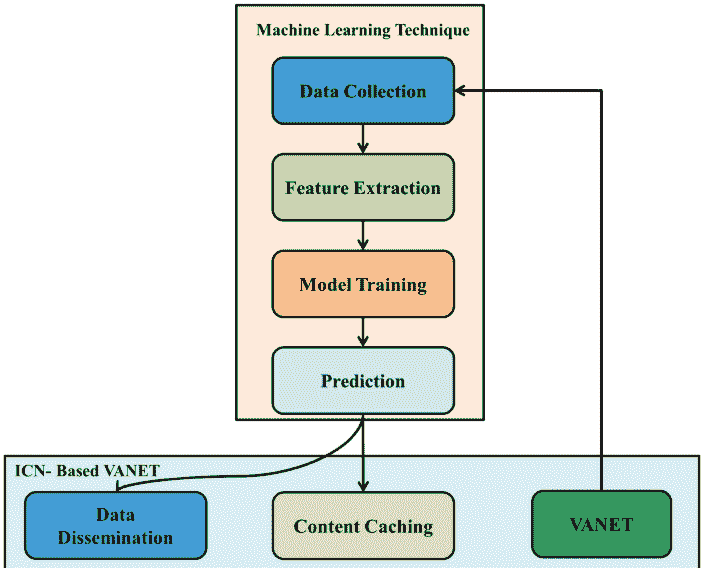 Machine Learning Technique
Data Collection
Feature Extraction
Model Training
Prediction
ICN- Based VANET
Data
Dissemination
Content Caching
VANET